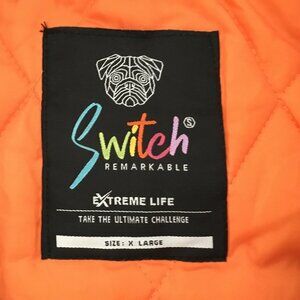 Switch Ⓢ
REMARKABLE
EXTREME LIFE
TAKE THE ULTIMATE CHALLENGE
SIZE: X LARGE